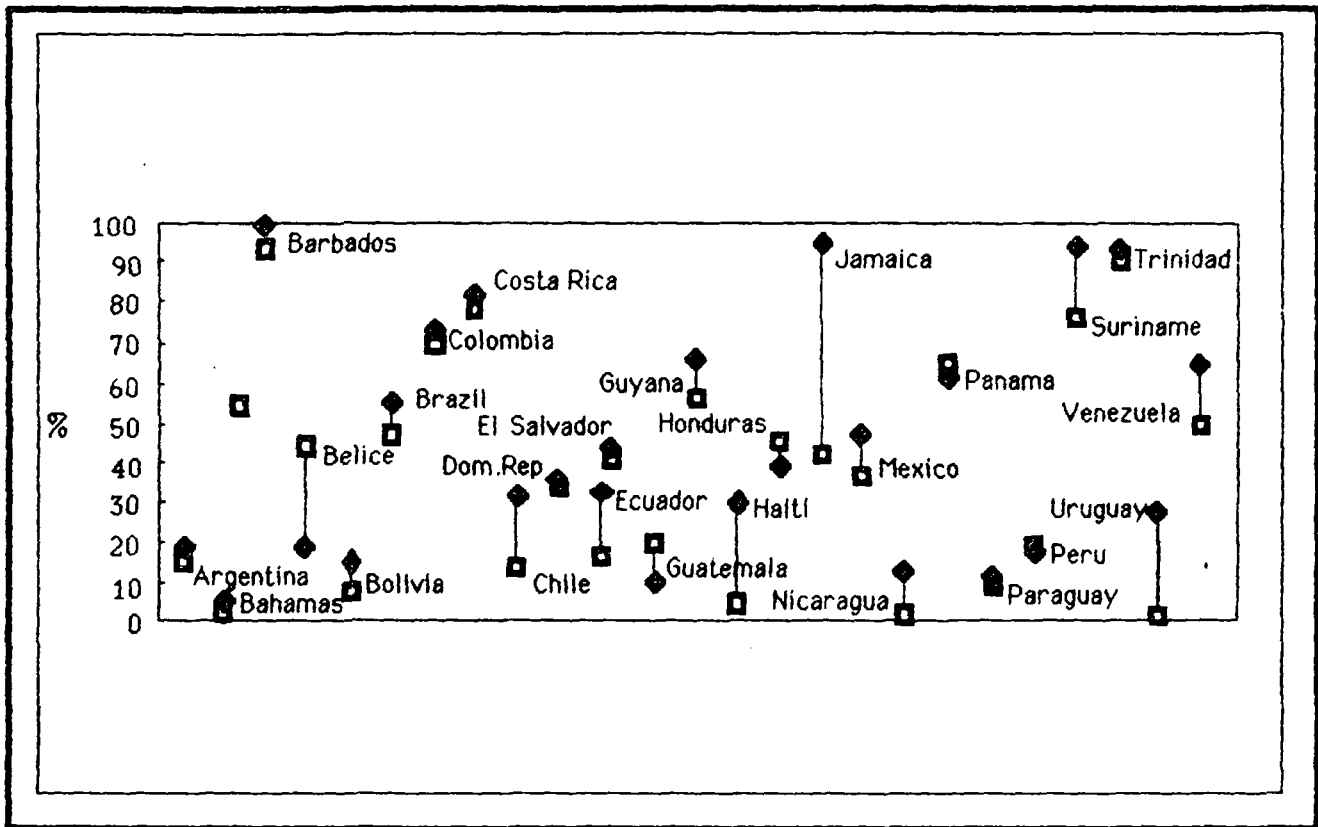 100
Barbados
90
Jamaica
Trinidad
80
Costa Rica
70
Colombia
Suriname
60
Guyana
Panama
%
50
Brazil
El Salvador
Honduras
Venezuela
40
Belice
Dom.Rep
Mexico
30
Ecuador
Haiti
Uruguay
20
Argentina
Guatemala
Peru
10
Bahamas
Bolivia
Chile
Nicaragua
Paraguay
0